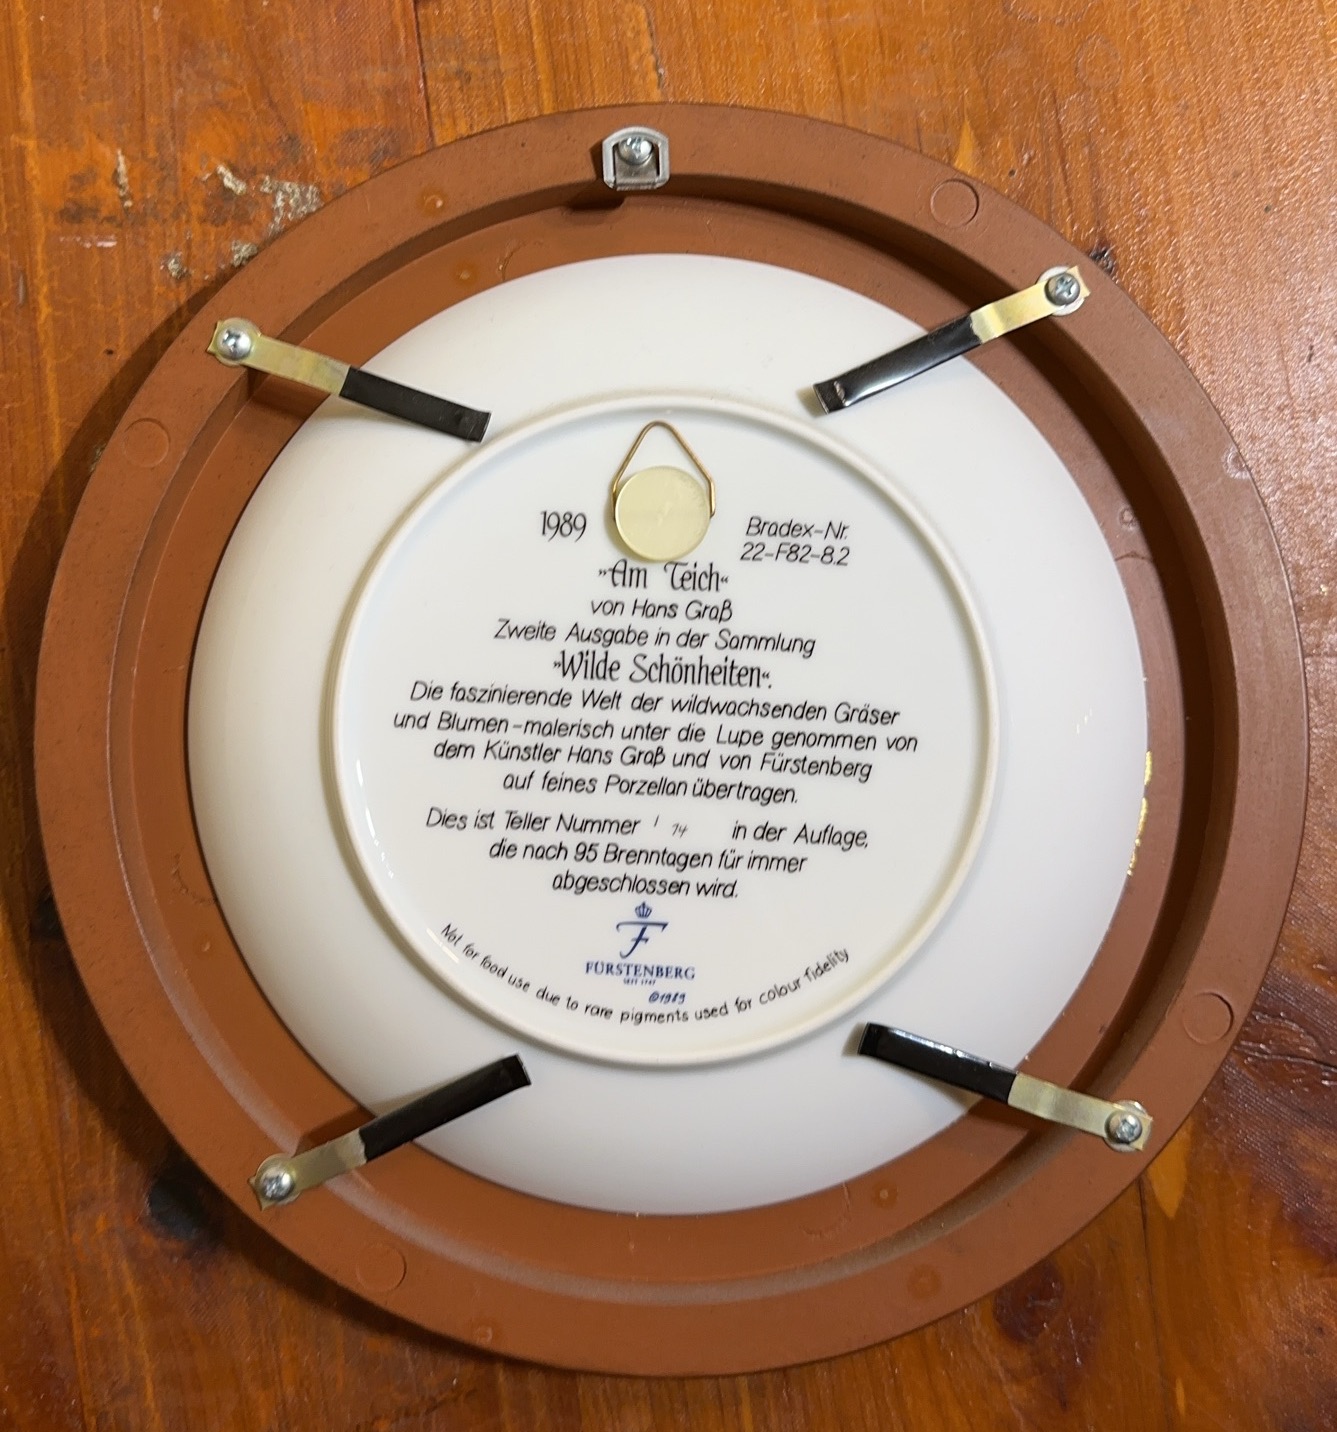 1989
Bradex-Nr.
22-F82-8.2
„Am Teich“
von Hans Graß
Zweite Ausgabe in der Sammlung
„Wilde Schönheiten“.
Die faszinierende Welt der wildwachsenden Gräser
und Blumen-malerisch unter die Lupe genommen von
dem Künstler Hans Graß und von Fürstenberg
auf feines Porzellan übertragen.
Dies ist Teller Nummer in der Auflage,
die nach 95 Brenntagen für immer
abgeschlossen wird.
F
FÜRSTENBERG
SEIT 1747
©1989
Not for food use due to rare pigments used for colour fidelity